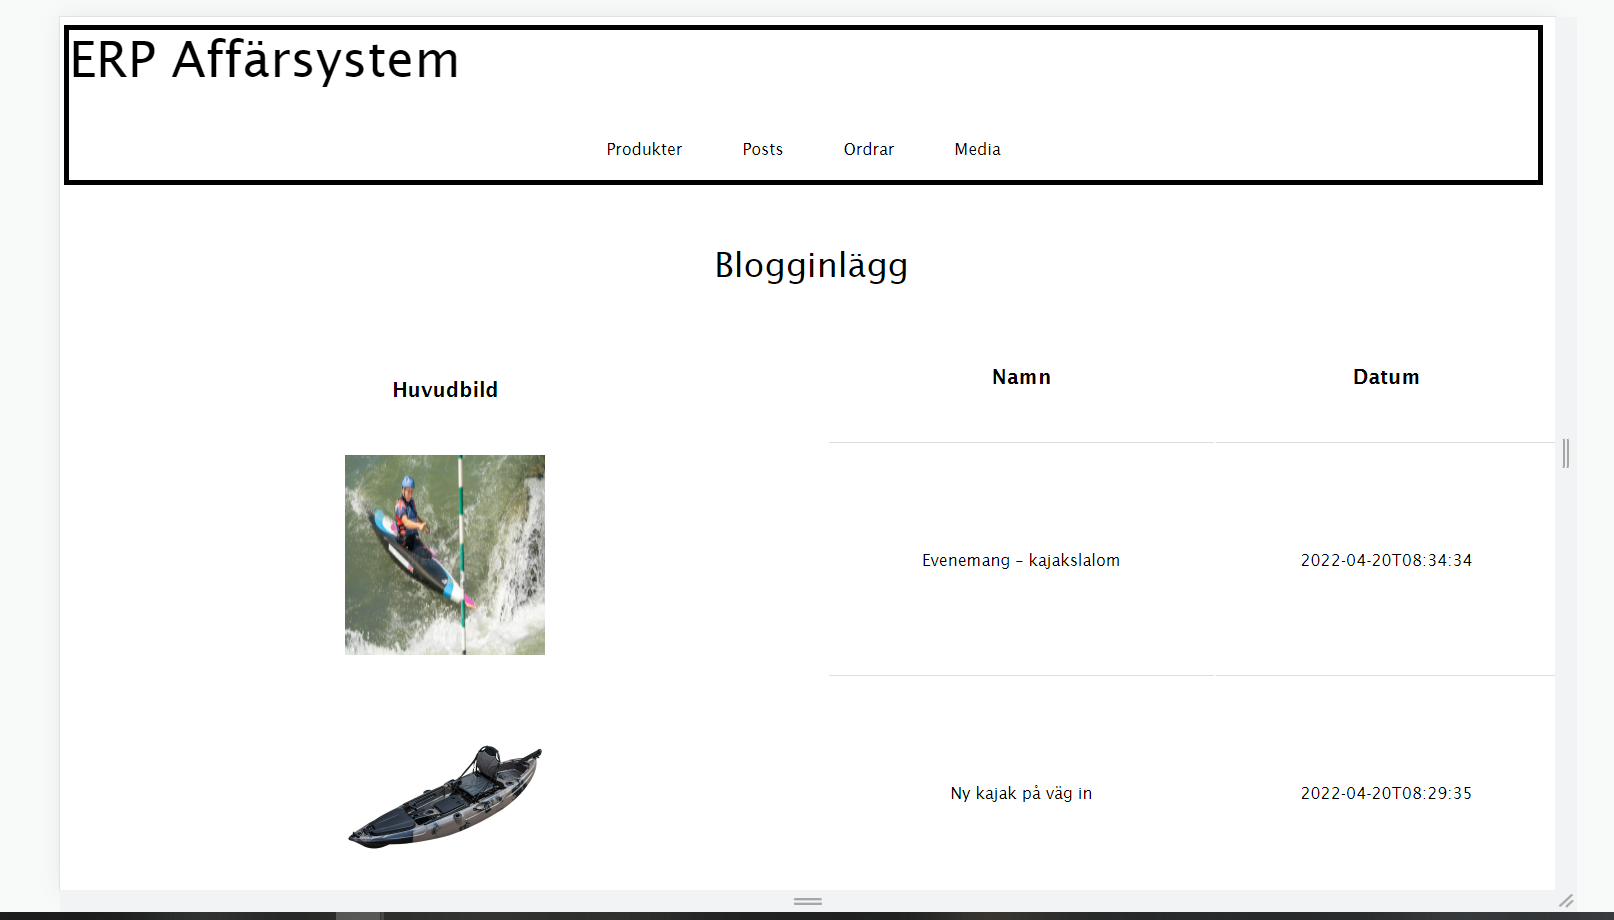 ERP Affärsystem
Produkter Posts Ordrar Media
Blogginlägg
Huvudbild Namn Datum
Evenemang – kajakslalom 2022-04-20T08:34:34
Ny kajak på väg in 2022-04-20T08:29:35